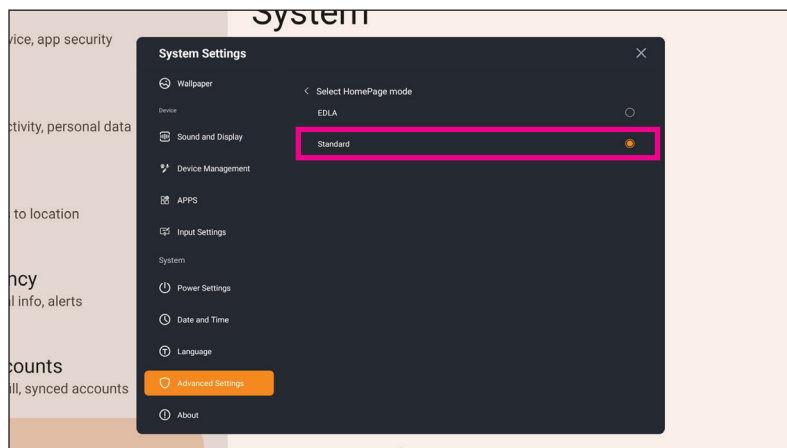 System
vice, app security
ctivity, personal data
to location
ncy
al info, alerts
counts
ill, synced accounts
System Settings
Wallpaper
Device
Sound and Display
Device Management
APPS
Input Settings
System
Power Settings
Date and Time
Language
Advanced Settings
About
Select HomePage mode
EDLA
Standard